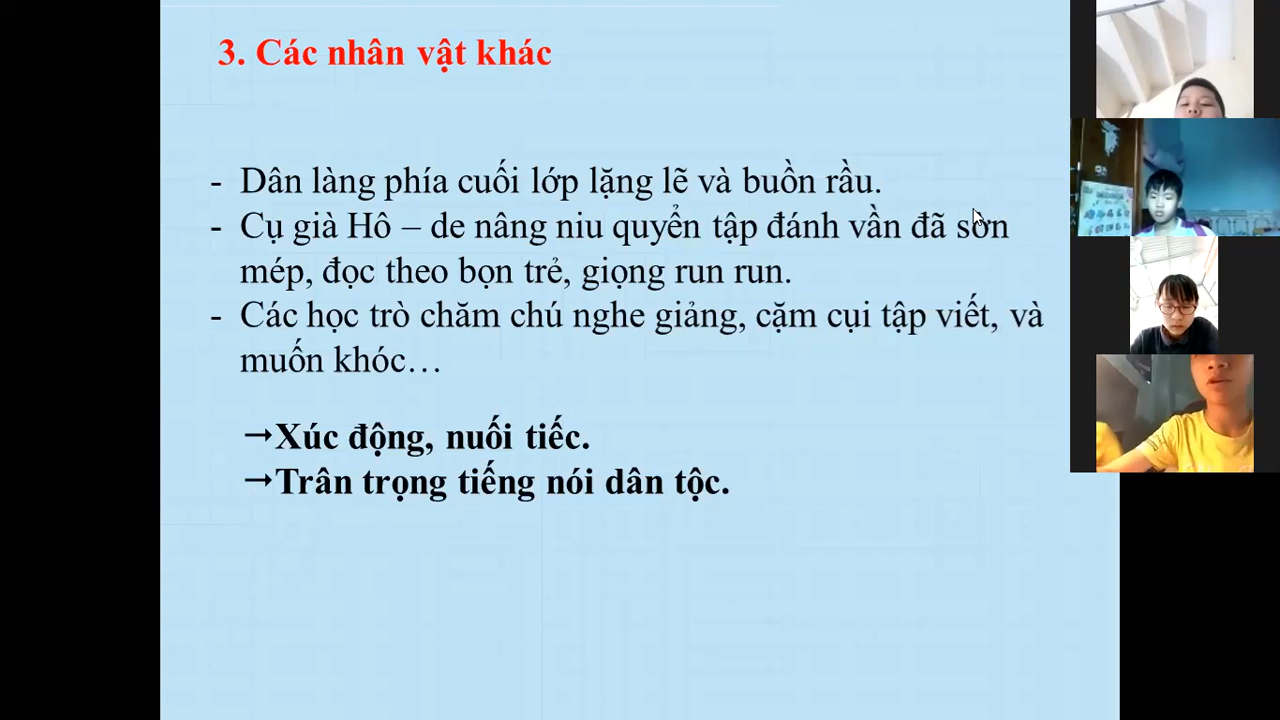 3. Các nhân vật khác
- Dân làng phía cuối lớp lặng lẽ và buồn rầu.
- Cụ già Hô – de nâng niu quyển tập đánh vần đã sờn
mép, đọc theo bọn trẻ, giọng run run.
- Các học trò chăm chú nghe giảng, cặm cụi tập viết, và
muốn khóc…
→Xúc động, nuối tiếc.
→Trân trọng tiếng nói dân tộc.